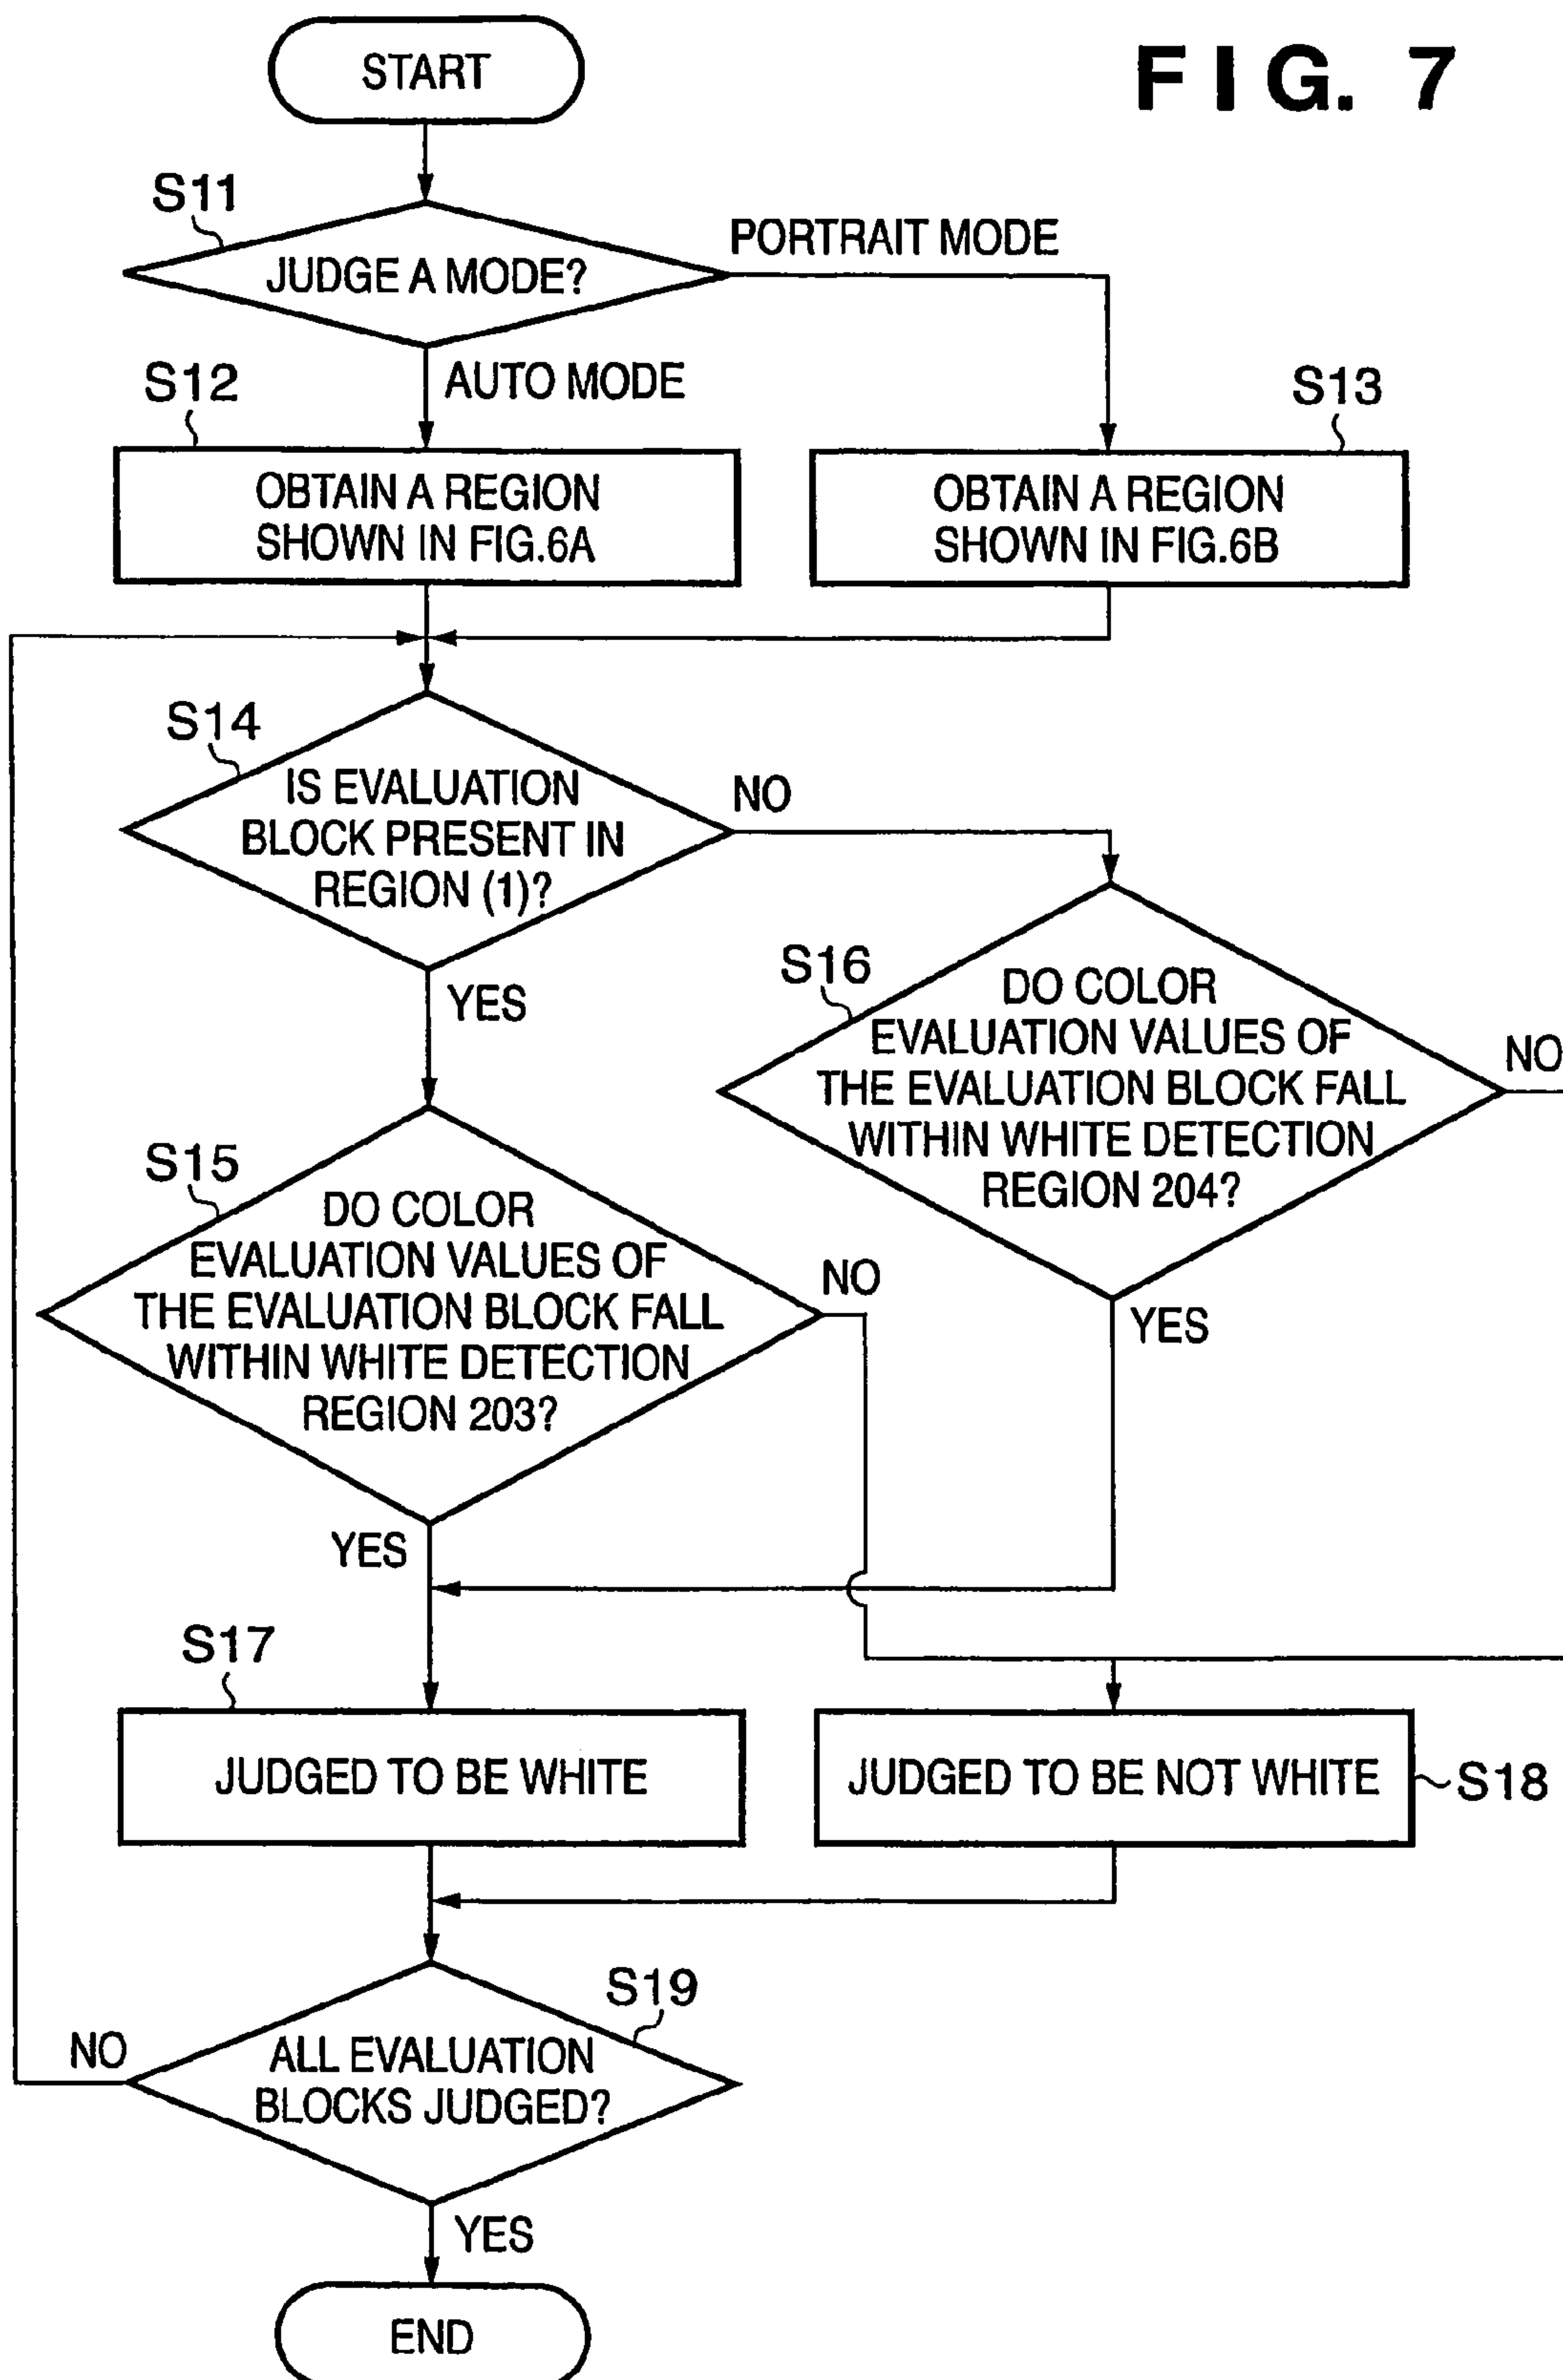 START
FIG. 7
S11
JUDGE A MODE?
PORTRAIT MODE
AUTO MODE
S12
OBTAIN A REGION
SHOWN IN FIG.6A
S13
OBTAIN A REGION
SHOWN IN FIG.6B
S14
IS EVALUATION
BLOCK PRESENT IN
REGION (1)?
NO
YES
S16
DO COLOR
EVALUATION VALUES OF
THE EVALUATION BLOCK FALL
WITHIN WHITE DETECTION
REGION 204?
NO
YES
S15
DO COLOR
EVALUATION VALUES OF
THE EVALUATION BLOCK FALL
WITHIN WHITE DETECTION
REGION 203?
NO
YES
S17
JUDGED TO BE WHITE
JUDGED TO BE NOT WHITE
S18
S19
ALL EVALUATION
BLOCKS JUDGED?
NO
YES
END